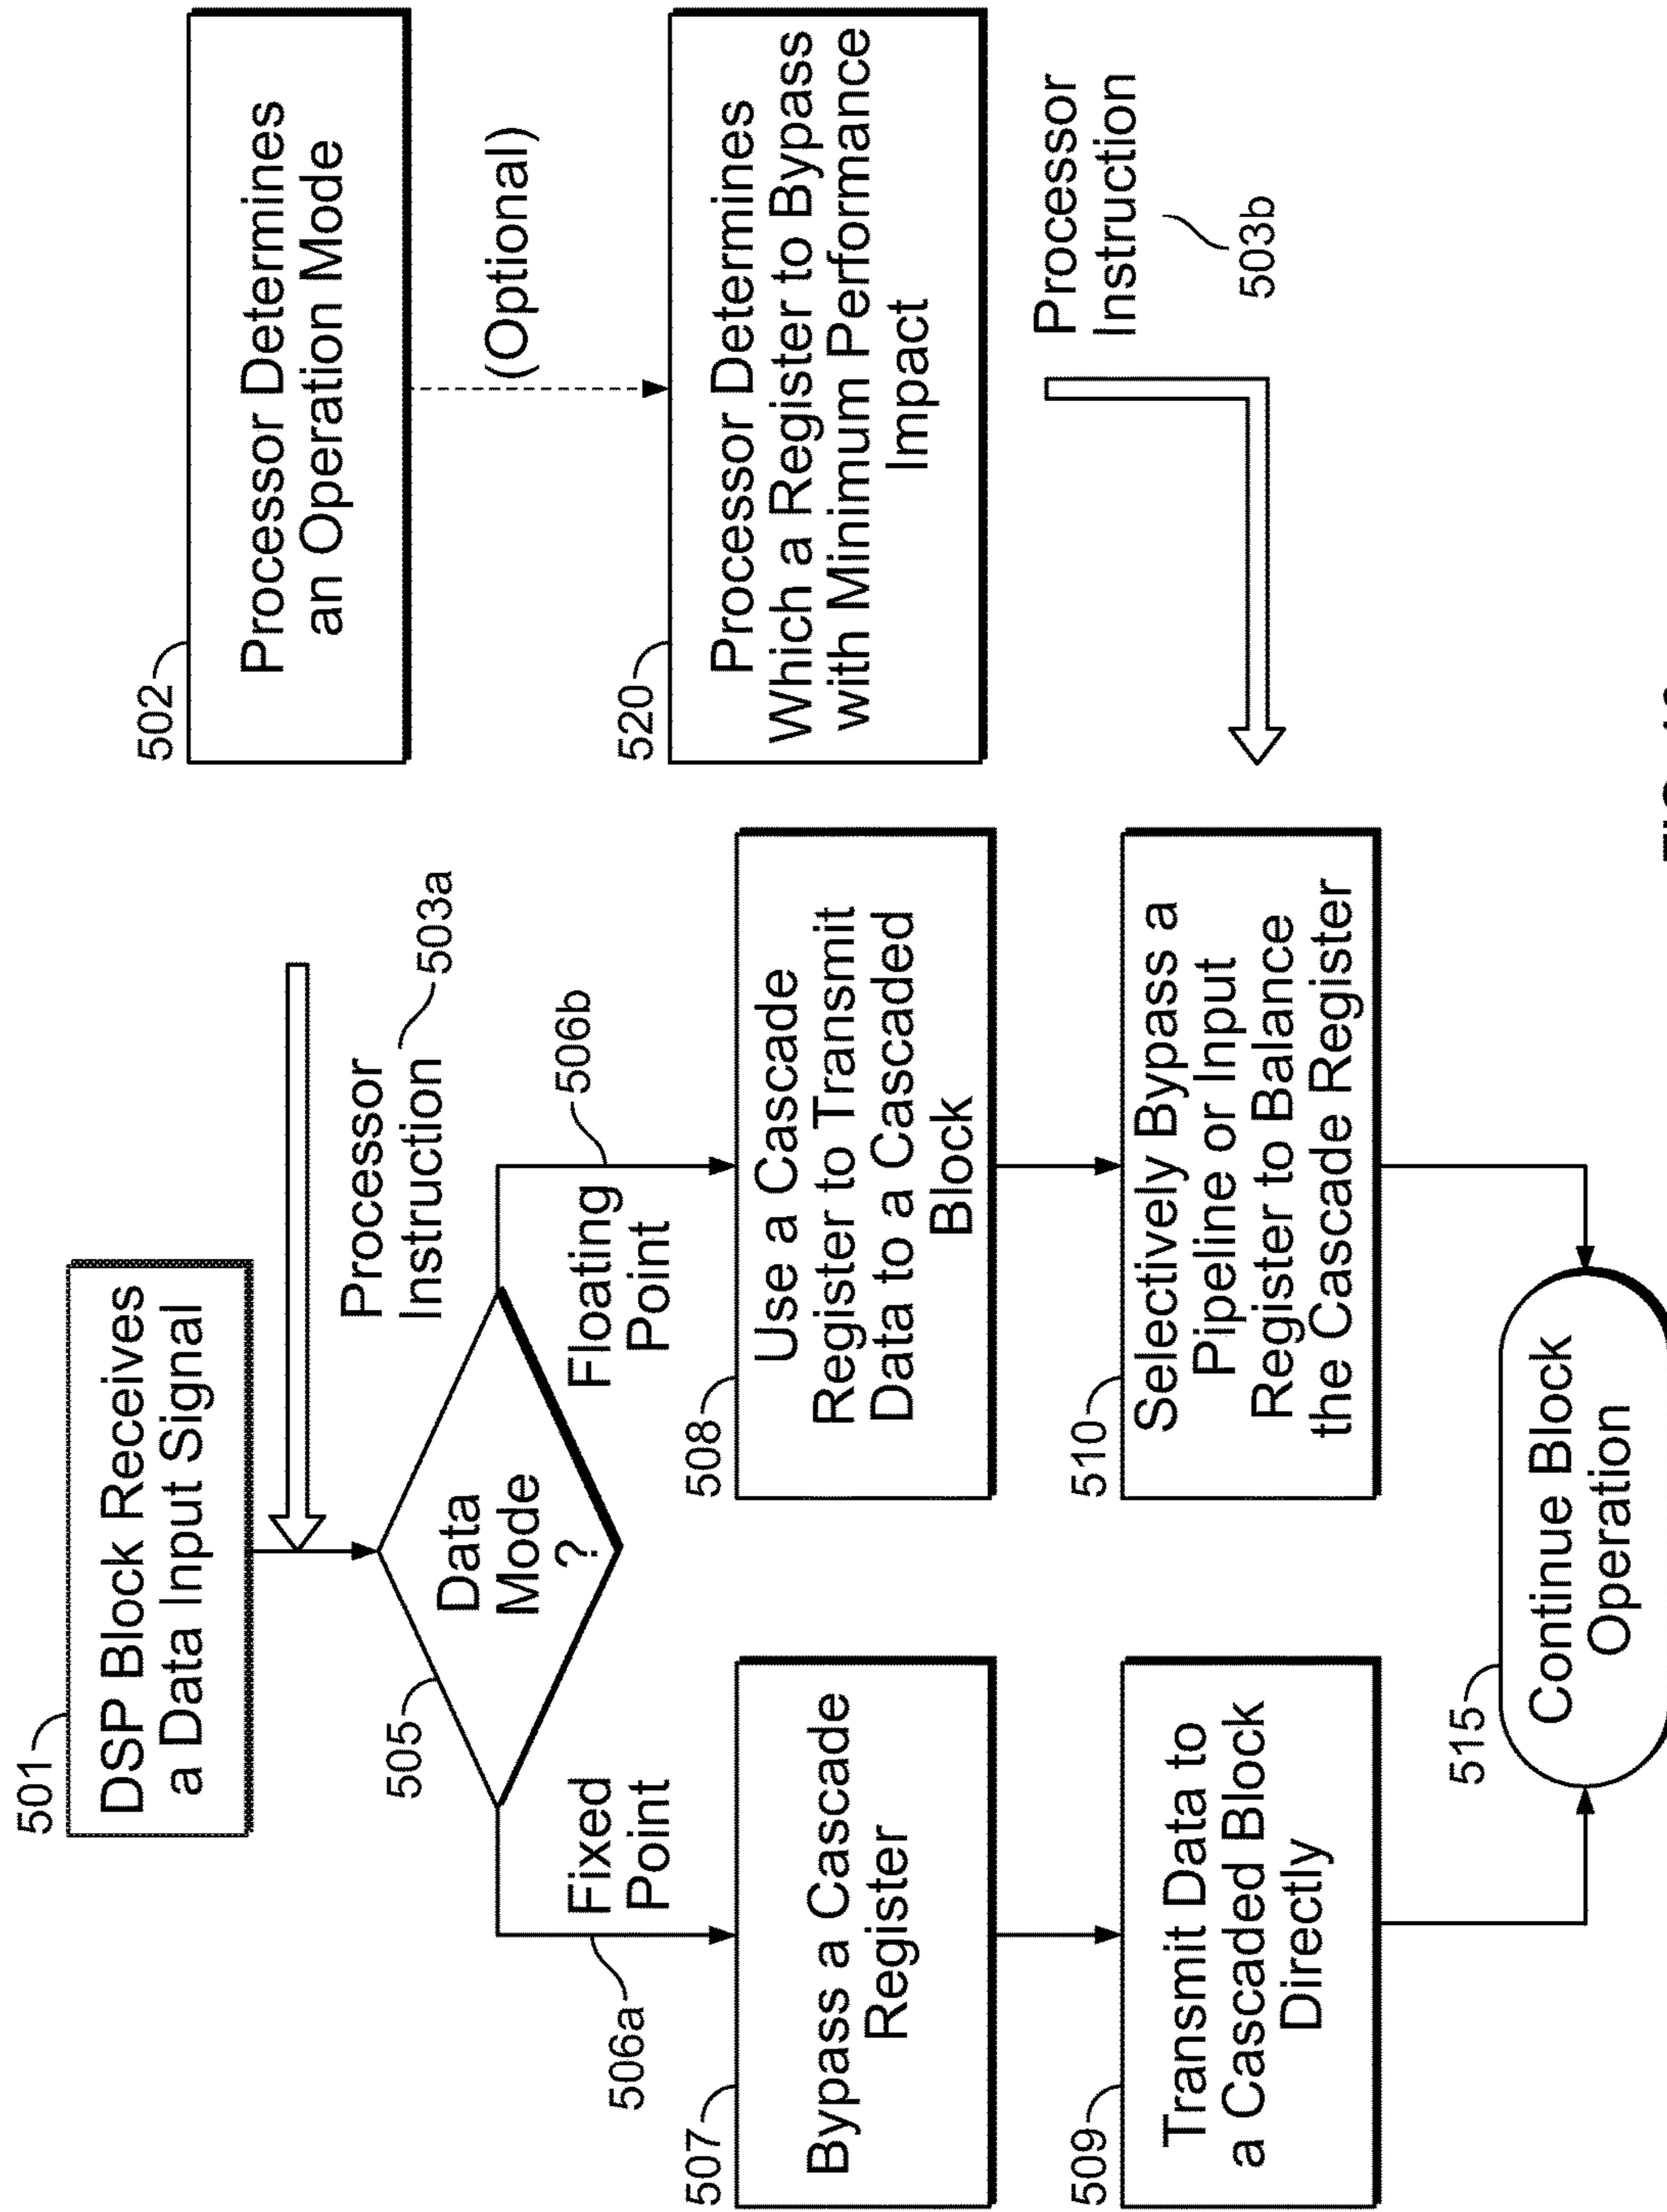 501
DSP Block Receives
a Data Input Signal
502
Processor Determines
an Operation Mode
Processor
Instruction
503a
(Optional)
505
Data
Mode
?
506a
Fixed
Point
Floating
Point
506b
520
Processor Determines
Which a Register to Bypass
with Minimum Performance
Impact
507
Bypass a Cascade
Register
508
Use a Cascade
Register to Transmit
Data to a Cascaded
Block
Processor
Instruction
503b
509
Transmit Data to
a Cascaded Block
Directly
510
Selectively Bypass a
Pipeline or Input
Register to Balance
the Cascade Register
515
Continue Block
Operation